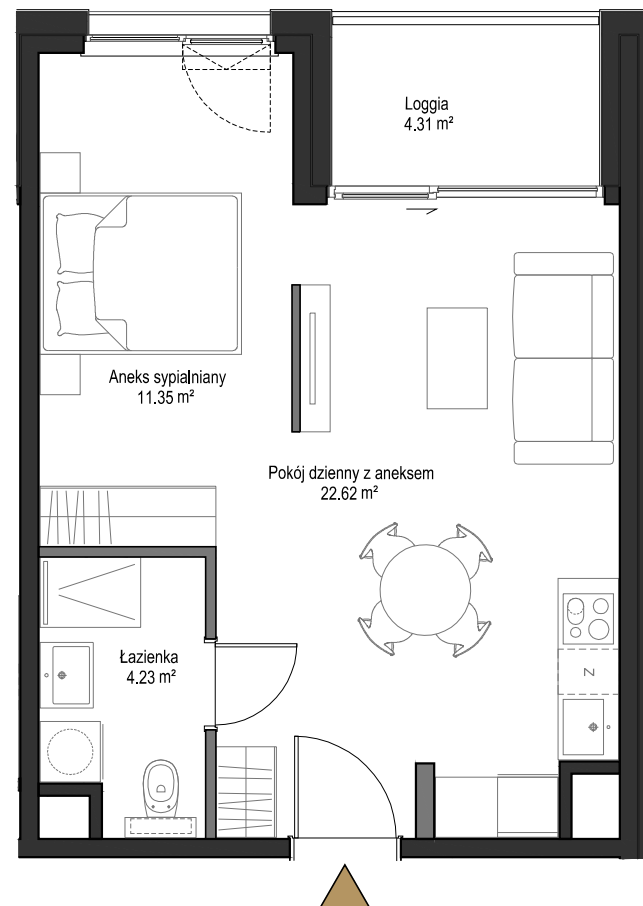 Loggia
4.31 m²
Aneks sypialniany
11.35 m²
Pokój dzienny z aneksem
22.62 m²
Łazienka
4.23 m²
Z